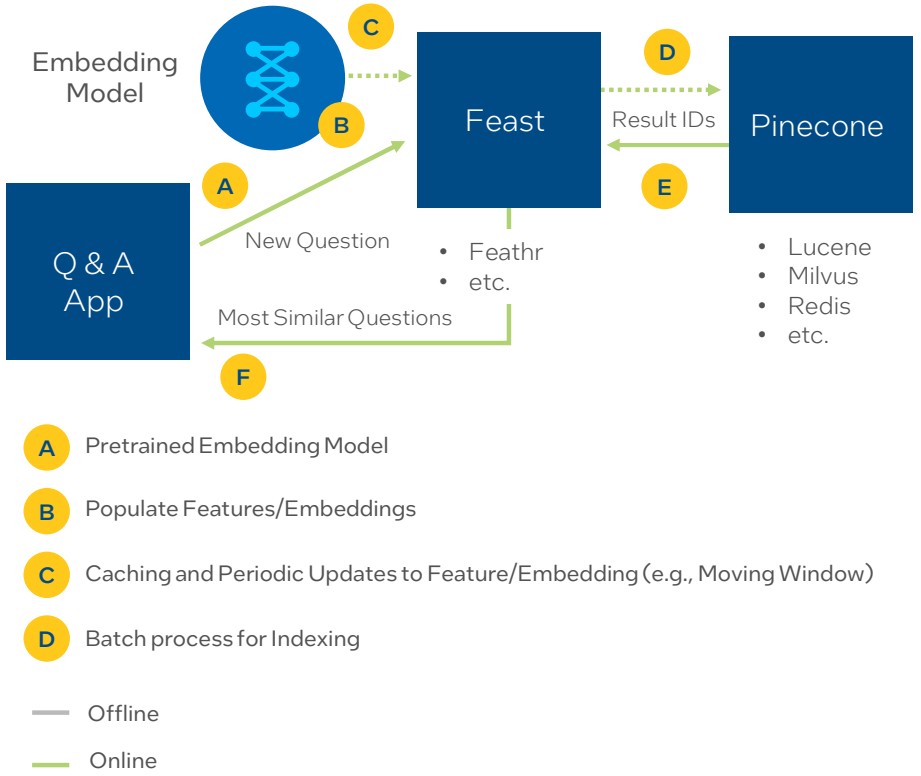 Embedding
Model
C
B
A
Feast
D
Result IDs
E
Pinecone
Q & A
App
New Question
• Feathr
• etc.
Most Similar Questions
F
• Lucene
• Milvus
• Redis
• etc.
A Pretrained Embedding Model
B Populate Features/Embeddings
C Caching and Periodic Updates to Feature/Embedding (e.g., Moving Window)
D Batch process for Indexing
Offline
Online